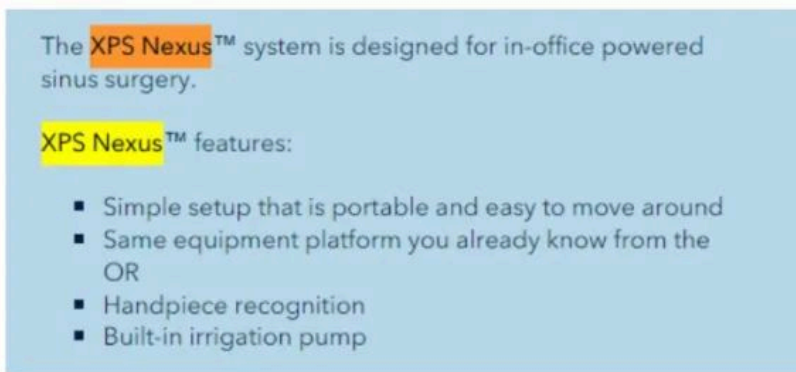 The XPS Nexus™ system is designed for in-office powered
sinus surgery.
XPS Nexus™ features:
▪ Simple setup that is portable and easy to move around
▪ Same equipment platform you already know from the
OR
▪ Handpiece recognition
▪ Built-in irrigation pump